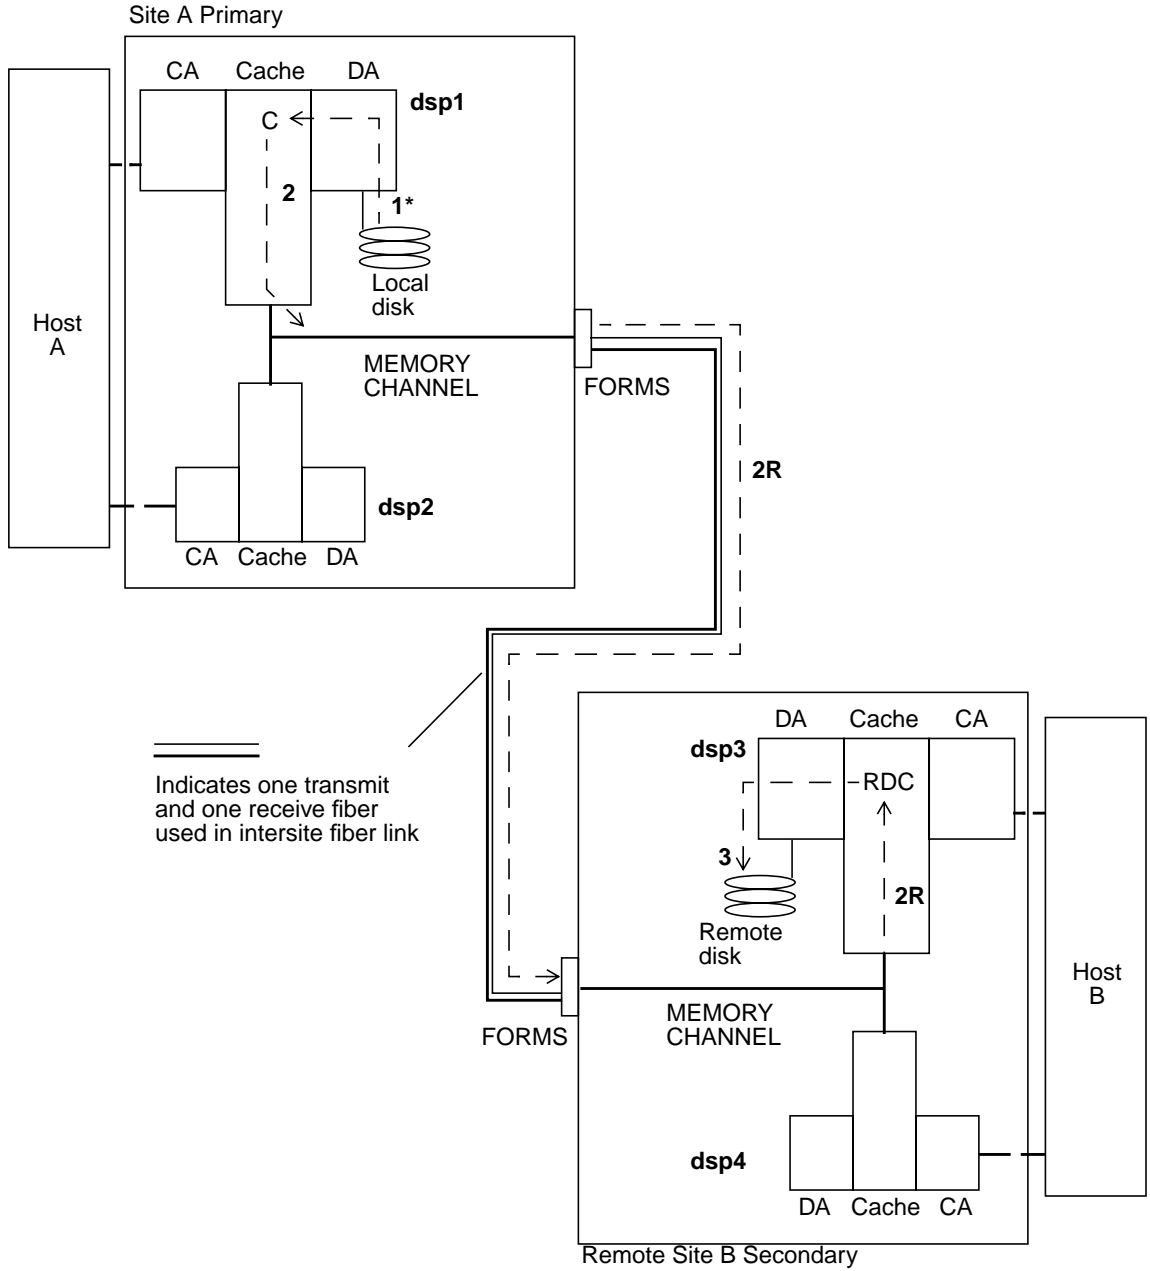 Site A Primary
CA Cache DA
dsp1
C
2
1*
Local
disk
Host
A
MEMORY
CHANNEL
FORMS
2R
dsp2
CA Cache DA
Indicates one transmit
and one receive fiber
used in intersite fiber link
DA Cache CA
dsp3
RDC
3
2R
Remote
disk
Host
B
MEMORY
CHANNEL
FORMS
dsp4
DA Cache CA
Remote Site B Secondary